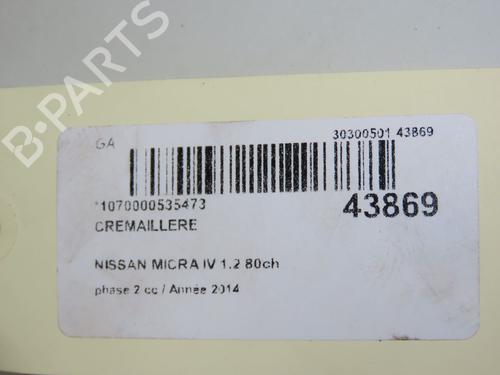 B-PARTS
GA
30300501 43869
*1070000535473
43869
CREMAILLERE
NISSAN MICRA IV 1.2 80ch
phase 2 cc / Année 2014